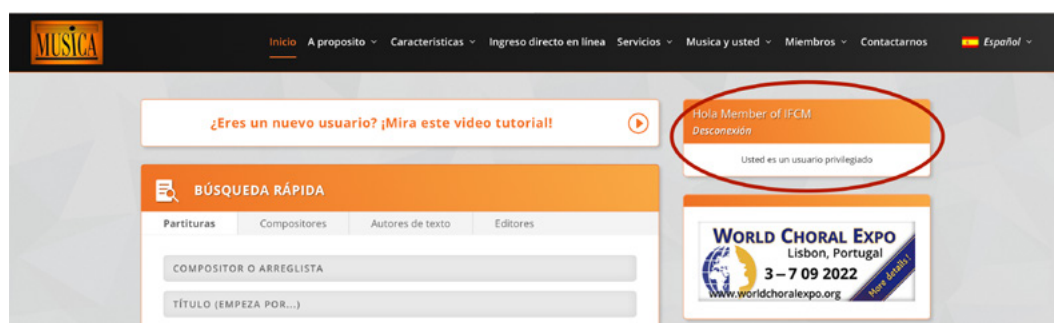 MUSICA
Inicio A proposito Caracteristicas Ingreso directo en línea Servicios Musica y usted Miembros Contactarnos Español
¿Eres un nuevo usuario? ¡Mira este video tutorial!
Hola Member of IFCM
Desconexión
Usted es un usuario privilegiado
BÚSQUEDA RÁPIDA
Partituras Compositores Autores de texto Editores
COMPOSITOR O ARREGLISTA
TÍTULO (EMPEZA POR...)
WORLD CHORAL EXPO
Lisbon, Portugal
3 – 7 09 2022
www.worldchoralexpo.org
More details!